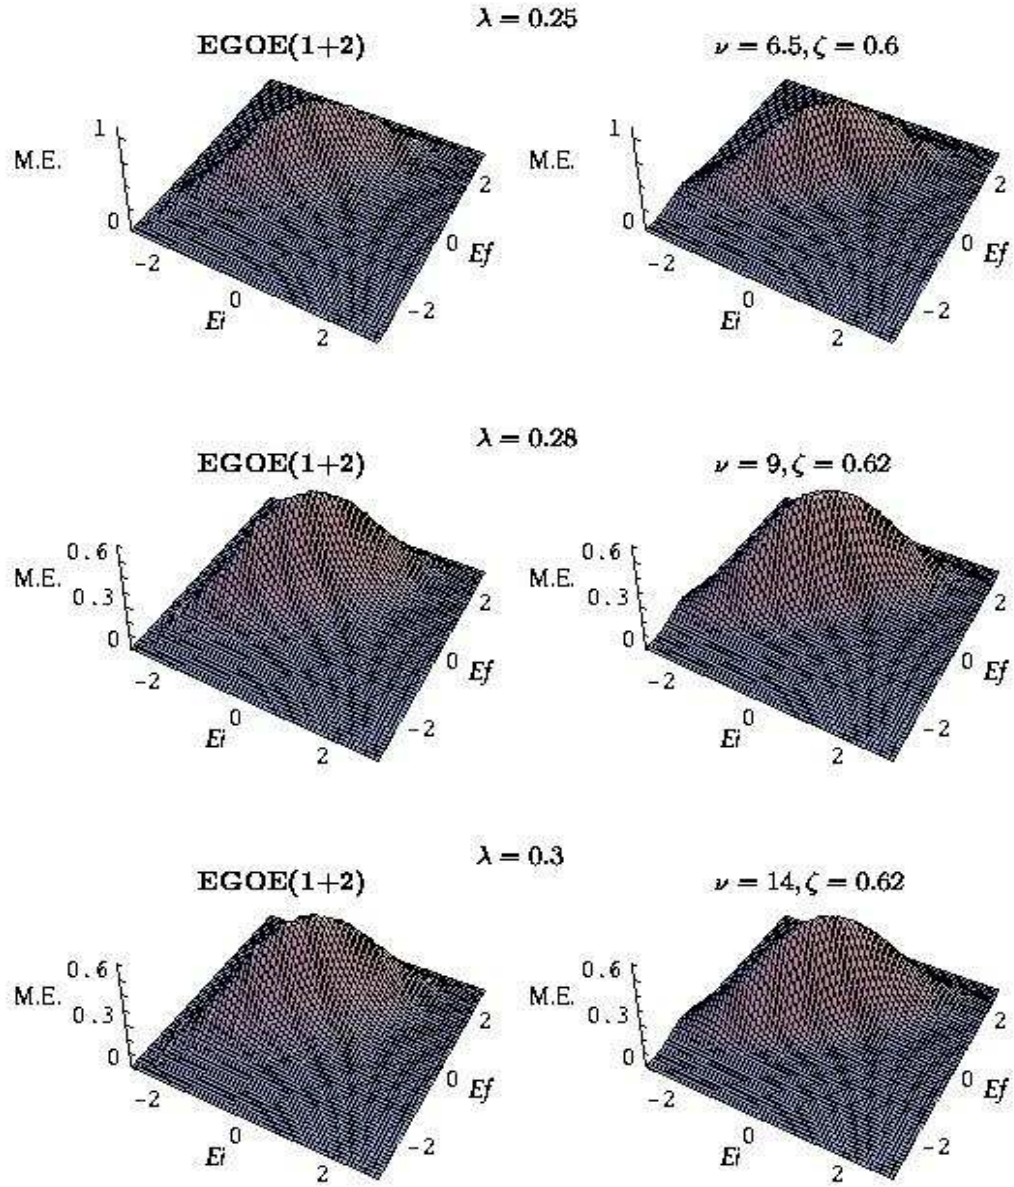 λ = 0.25
EGOE(1+2)
ν = 6.5, ζ = 0.6
1
M.E.
0
-2
0
Ei
2
2
0
Ef
-2
1
M.E.
0
-2
0
Ei
2
2
0
Ef
-2
λ = 0.28
EGOE(1+2)
ν = 9, ζ = 0.62
0.6
M.E.
0.3
0
-2
0
Ei
2
2
0
Ef
-2
0.6
M.E.
0.3
0
-2
0
Ei
2
2
0
Ef
-2
λ = 0.3
EGOE(1+2)
ν = 14, ζ = 0.62
0.6
M.E.
0.3
0
-2
0
Ei
2
2
0
Ef
-2
0.6
M.E.
0.3
0
-2
0
Ei
2
2
0
Ef
-2